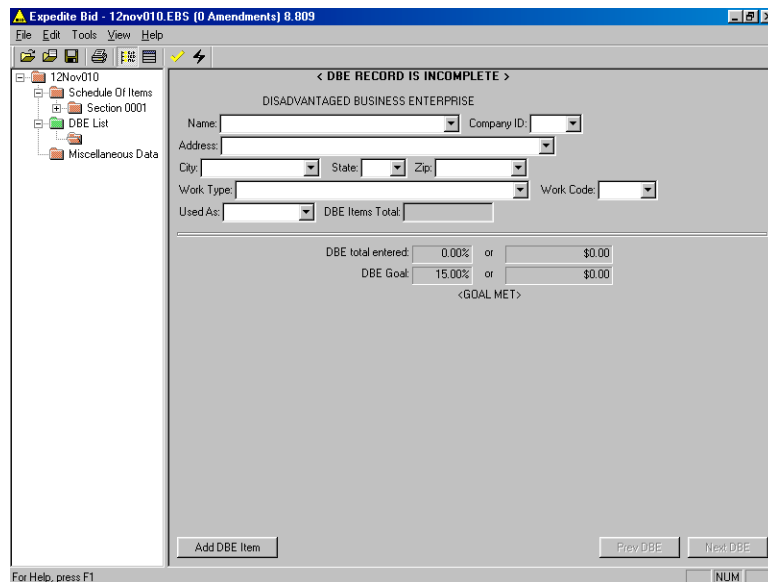 Expedite Bid - 12nov010.EBS (0 Amendments) 8.809
File Edit Tools View Help
12Nov010
Schedule Of Items
Section 0001
DBE List
Miscellaneous Data
< DBE RECORD IS INCOMPLETE >
DISADVANTAGED BUSINESS ENTERPRISE
Name: Company ID:
Address:
City: State: Zip:
Work Type: Work Code:
Used As: DBE Items Total:
DBE total entered: 0.00% or $0.00
DBE Goal: 15.00% or $0.00
<GOAL MET>
Add DBE Item Prev DBE Next DBE
For Help, press F1 NUM